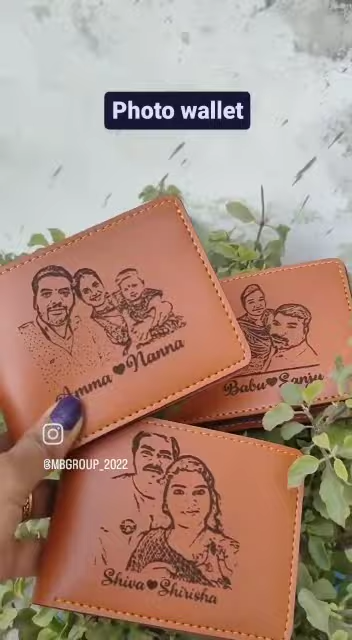 Photo wallet
Amma ❤ Nanna
Babu ❤ Sanju
@MBGROUP_2022
Shiva ❤ Shirisha